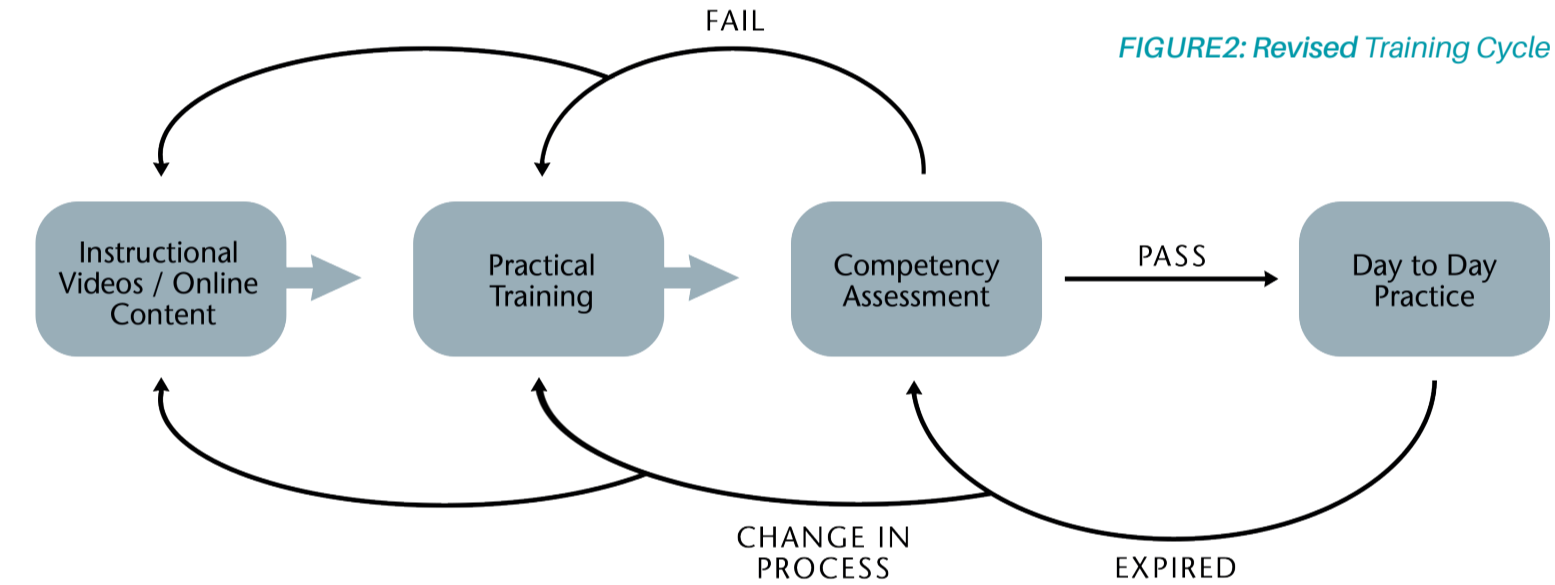 FAIL
FIGURE2: Revised Training Cycle
Instructional
Videos / Online
Content
Practical
Training
Competency
Assessment
PASS
Day to Day
Practice
CHANGE IN
PROCESS
EXPIRED